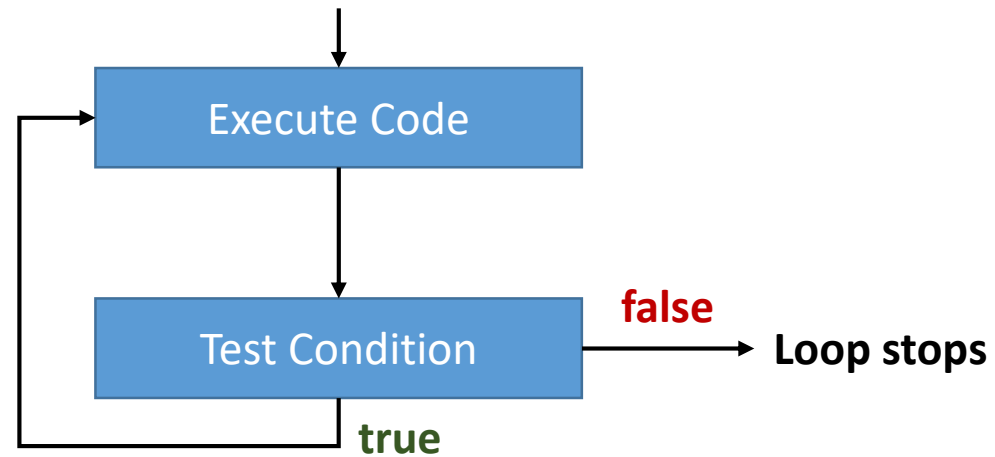 Execute Code
Test Condition
false
Loop stops
true